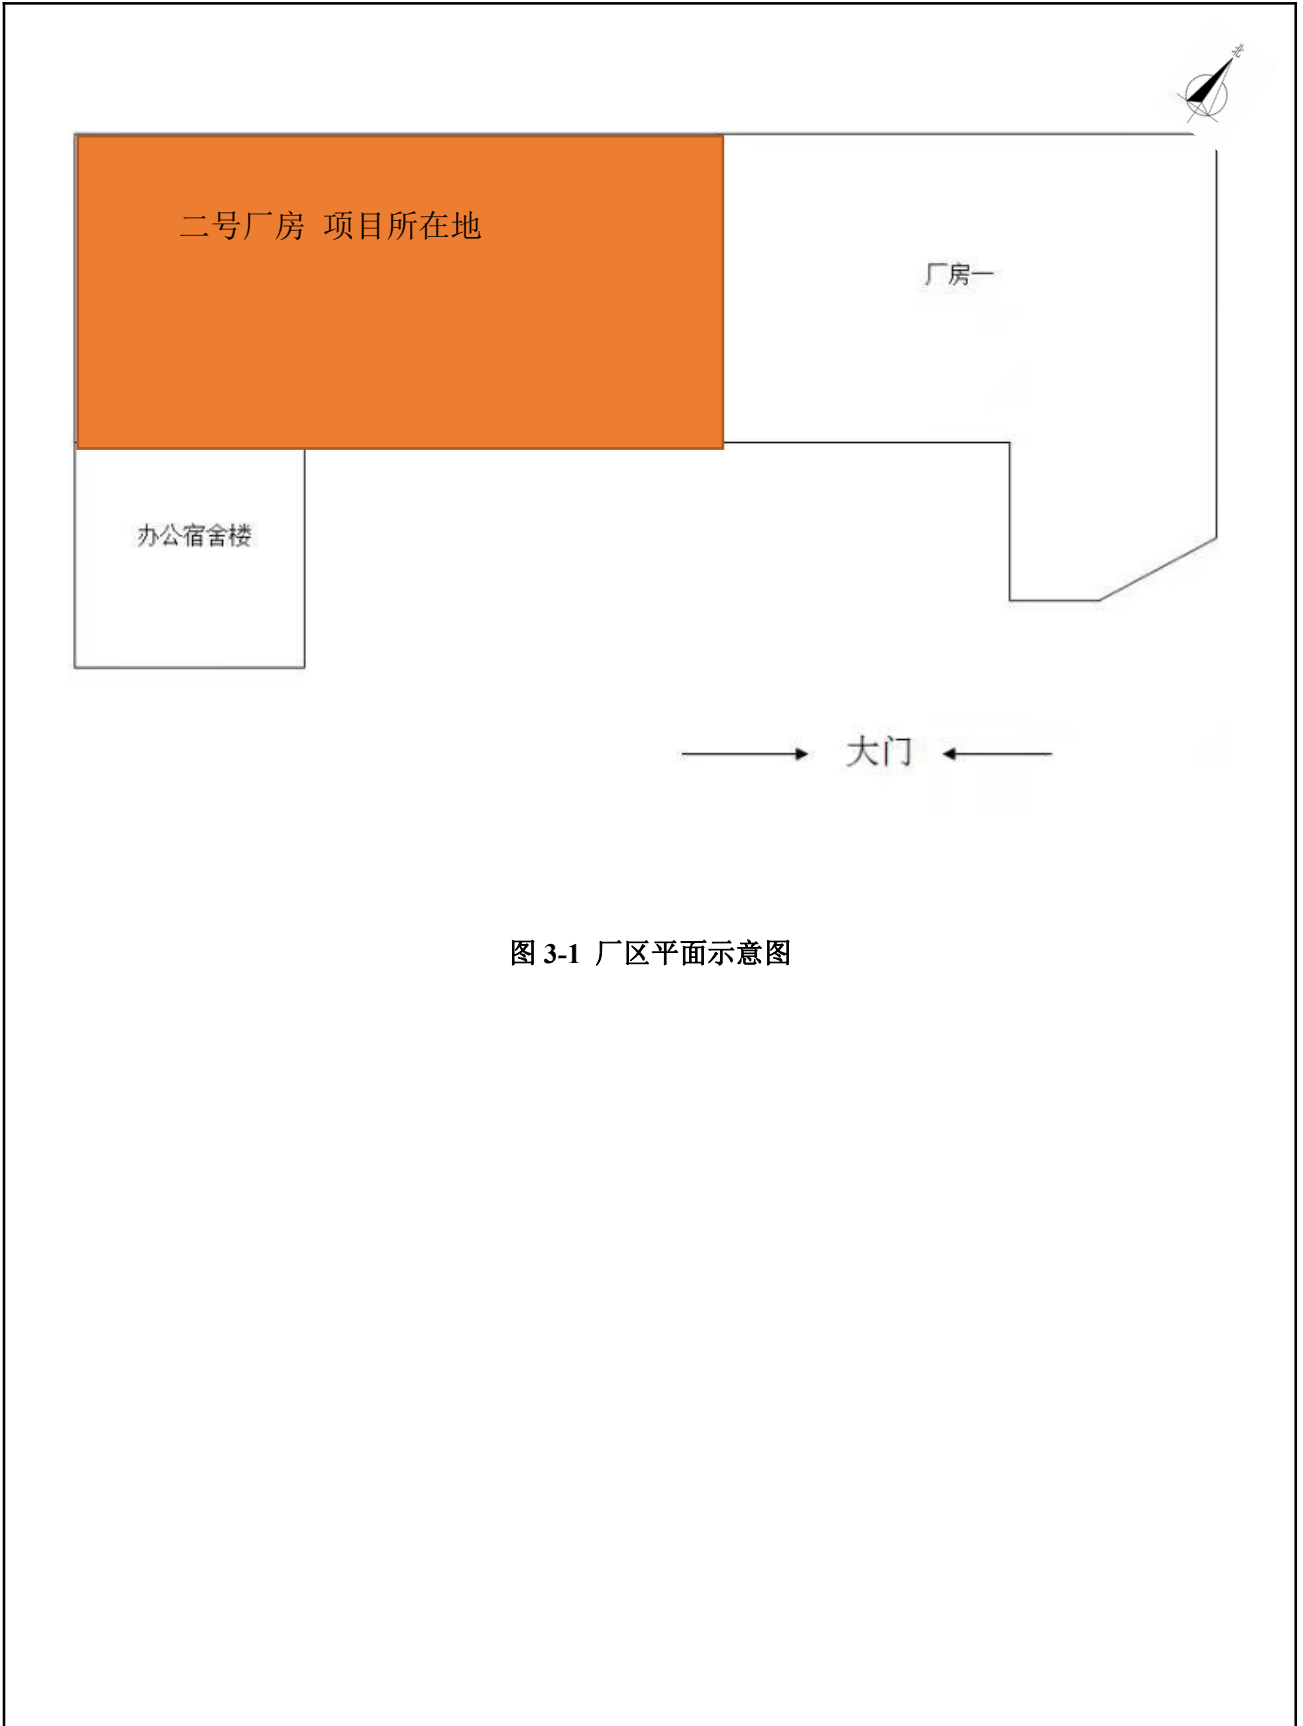 北
二号厂房 项目所在地
厂房一
办公宿舍楼
大门
图 3-1 厂区平面示意图